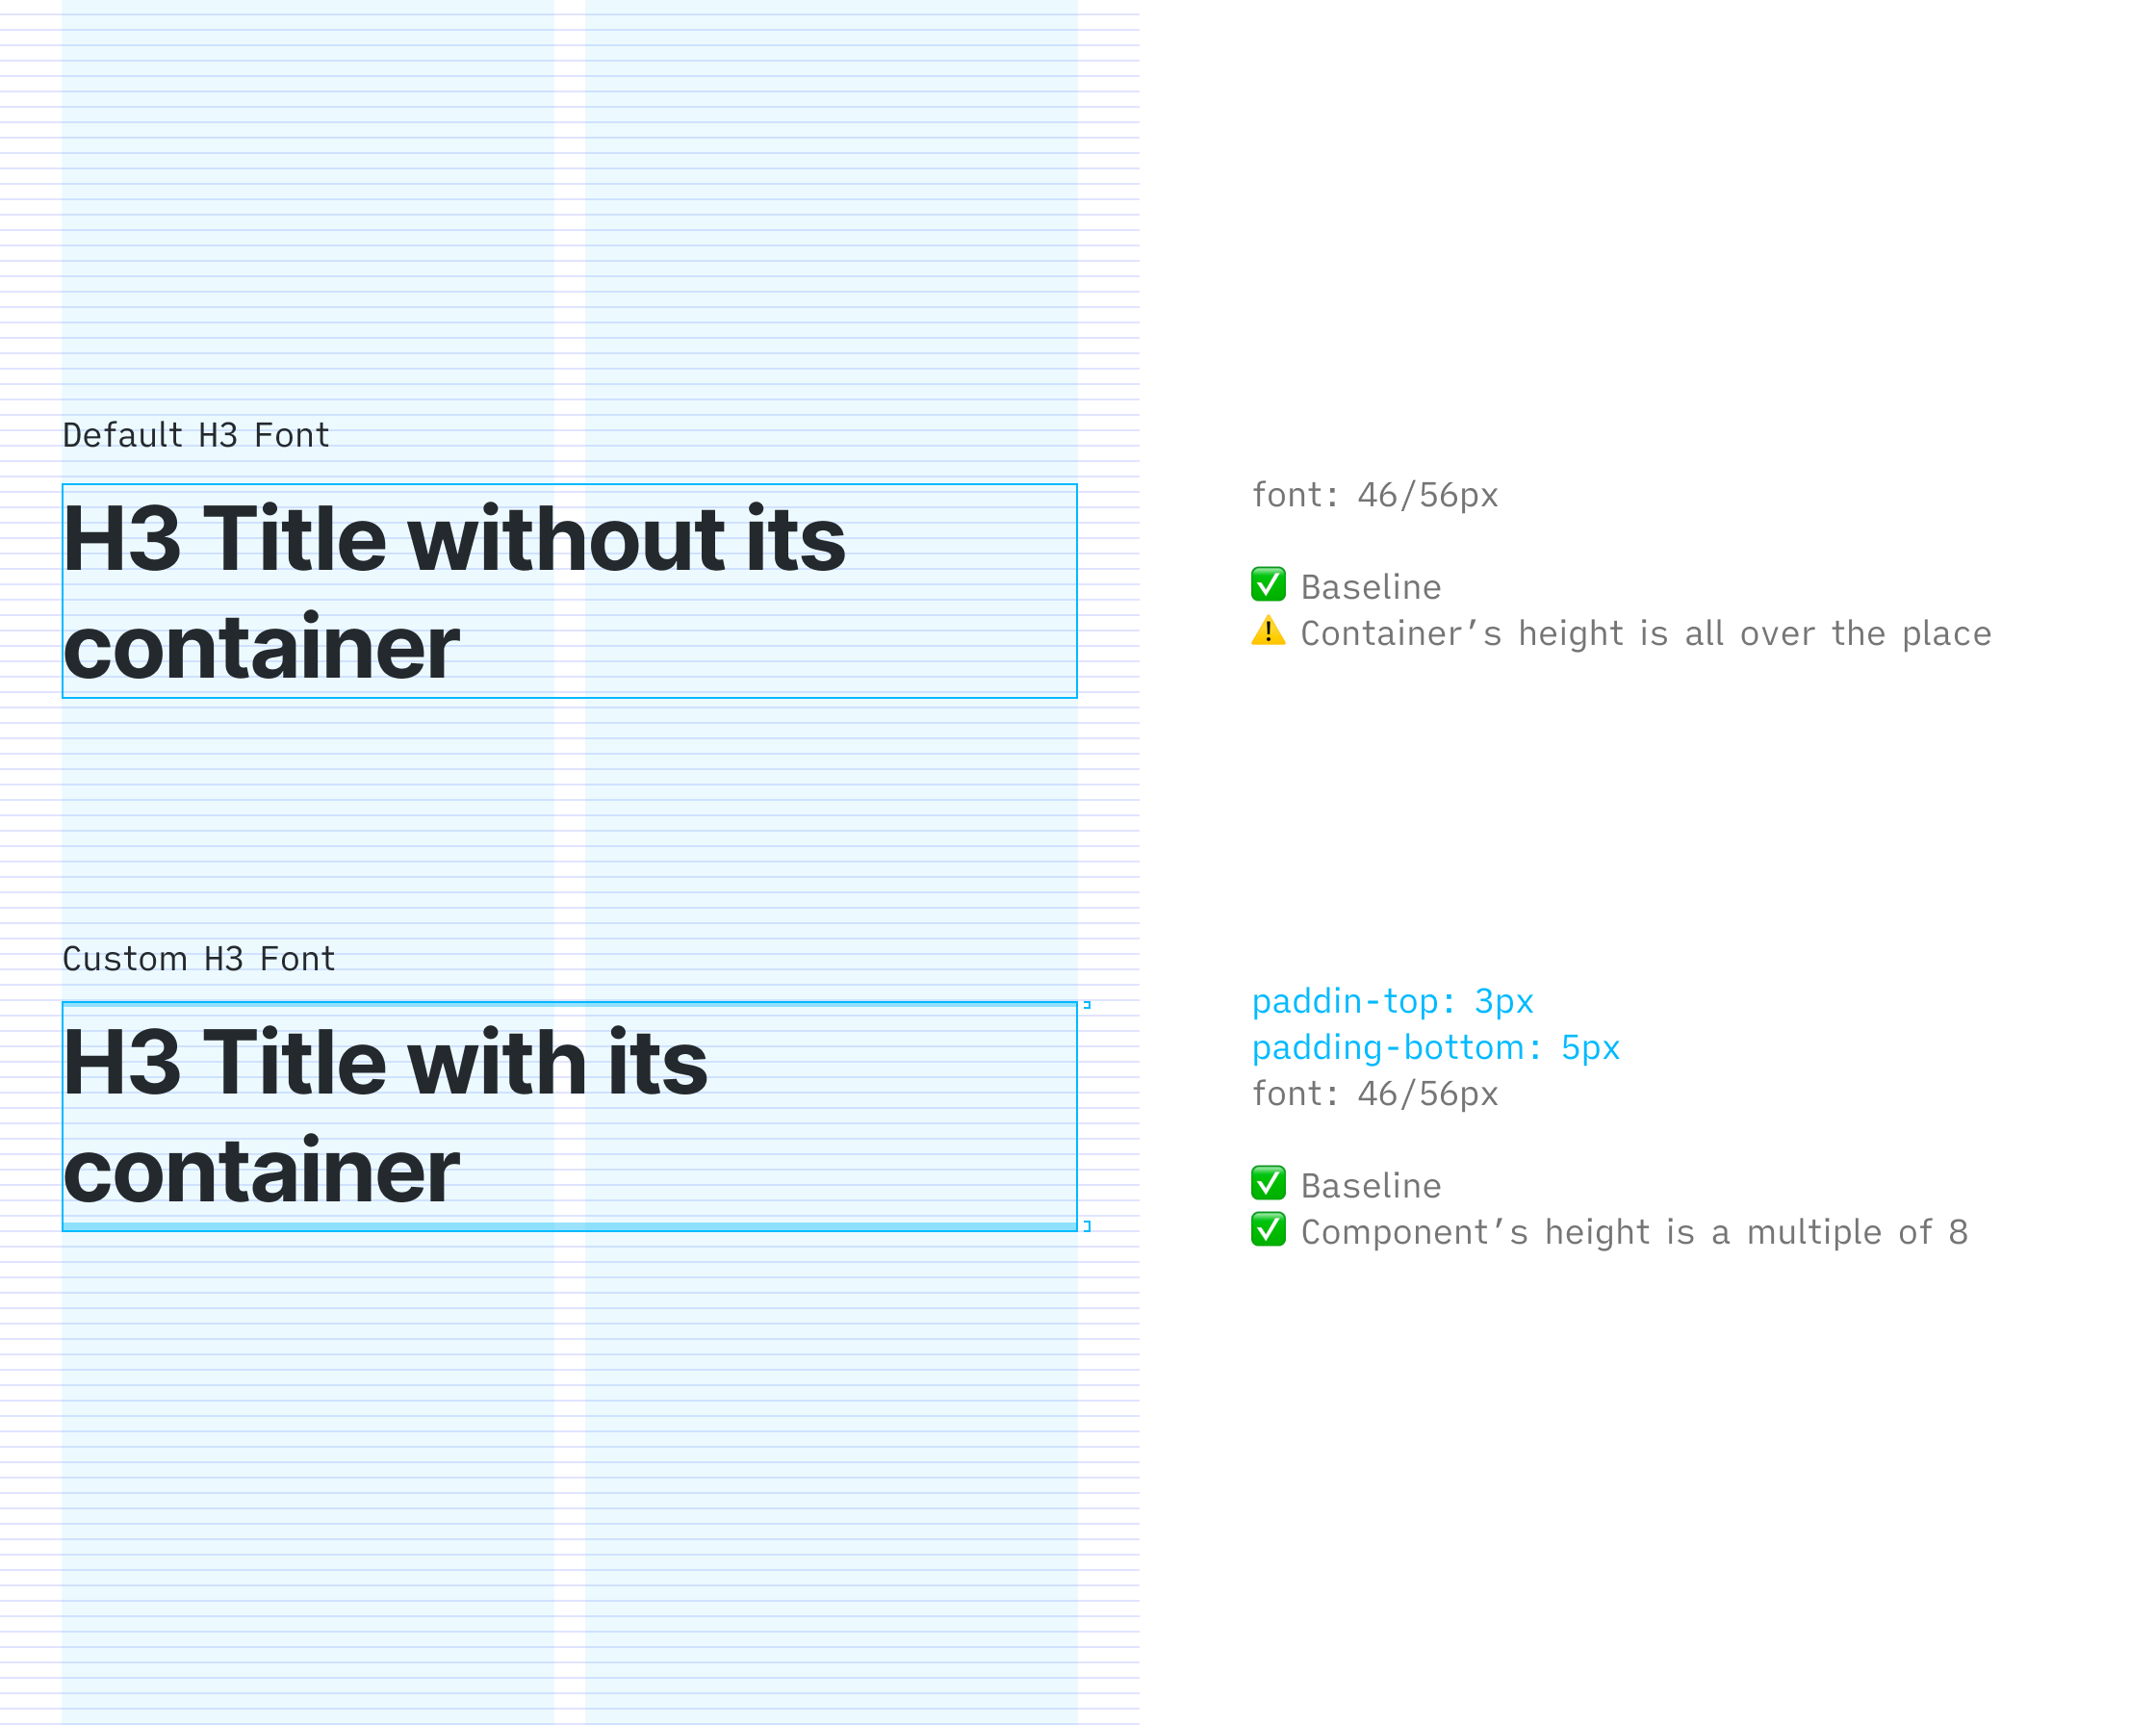 Default H3 Font
H3 Title without its
container
font: 46/56px
✅ Baseline
⚠️ Container’s height is all over the place
Custom H3 Font
H3 Title with its
container
paddin-top: 3px
padding-bottom: 5px
font: 46/56px
✅ Baseline
✅ Component’s height is a multiple of 8